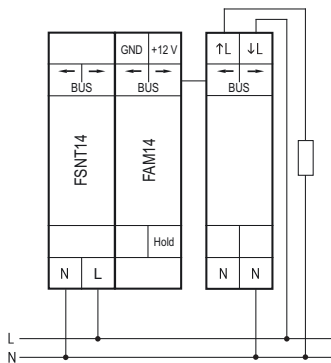 GND +12 V ↑L ↓L
BUS BUS BUS
FSNT14 FAM14
Hold
N L N N
L
N